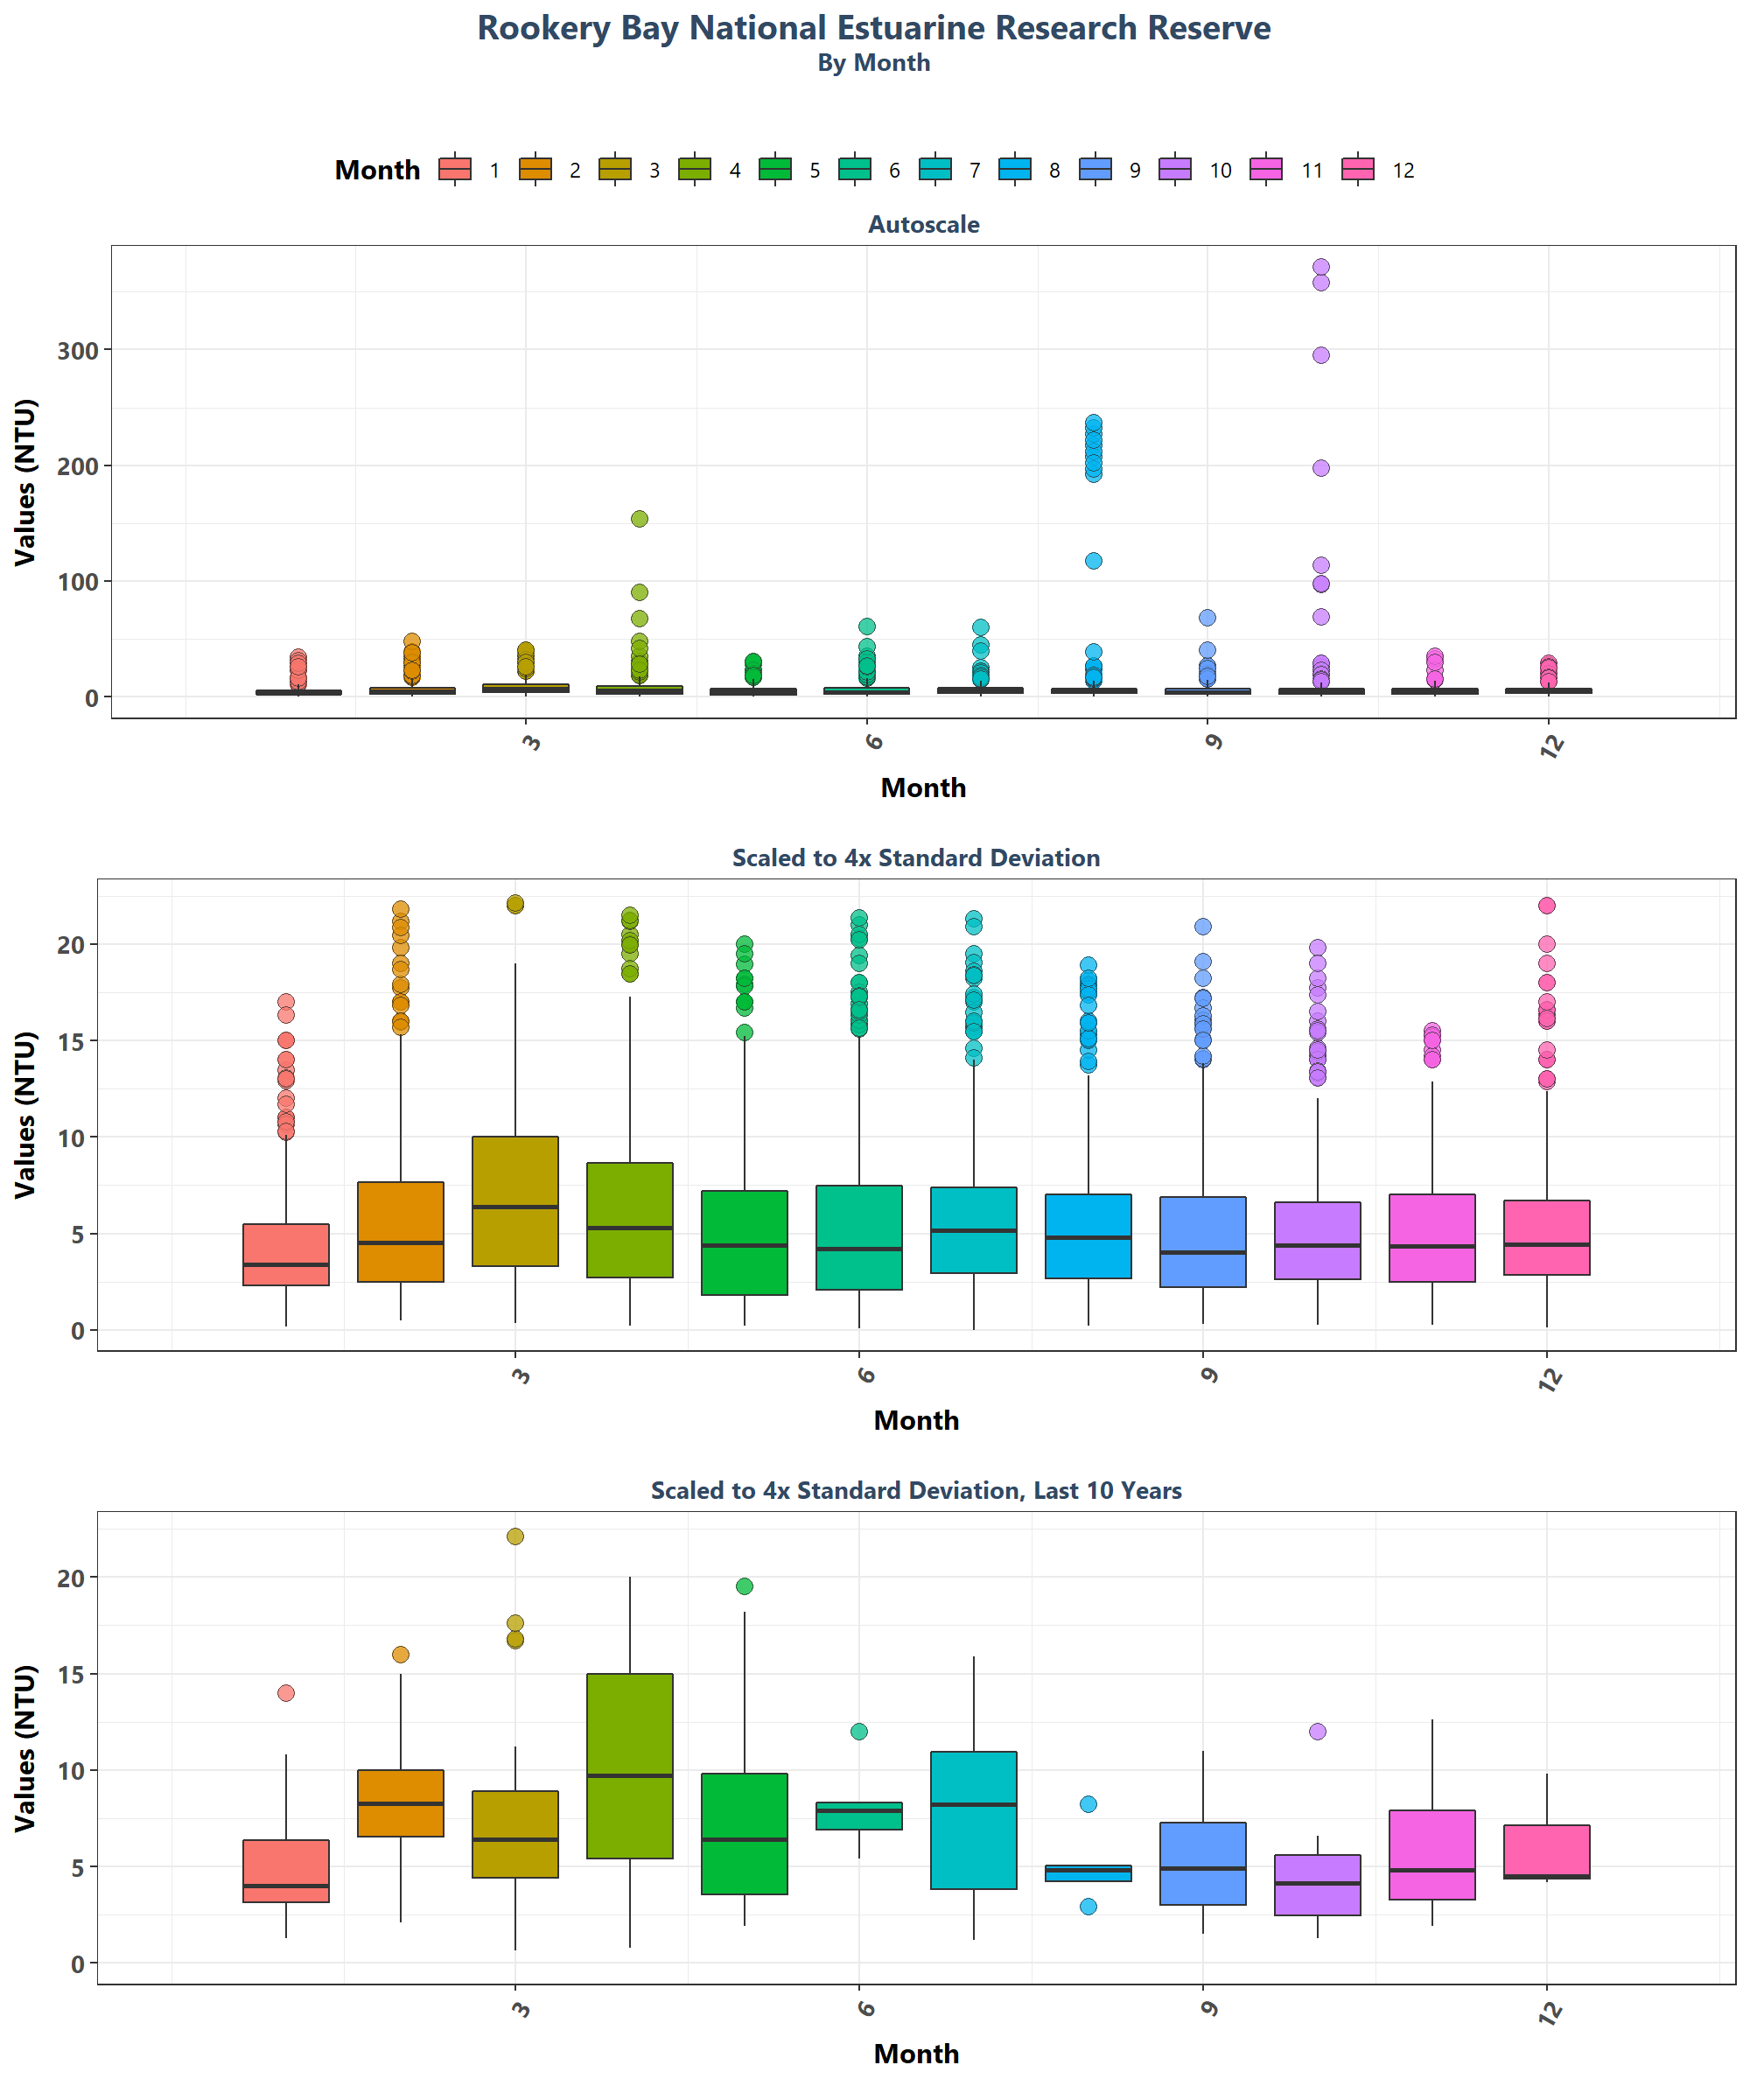 Rookery Bay National Estuarine Research Reserve
By Month
Month 1 2 3 4 5 6 7 8 9 10 11 12
Autoscale
Values (NTU)
300
200
100
0
3 6 9 12
Month
Scaled to 4x Standard Deviation
Values (NTU)
20
15
10
5
0
3 6 9 12
Month
Scaled to 4x Standard Deviation, Last 10 Years
Values (NTU)
20
15
10
5
0
3 6 9 12
Month